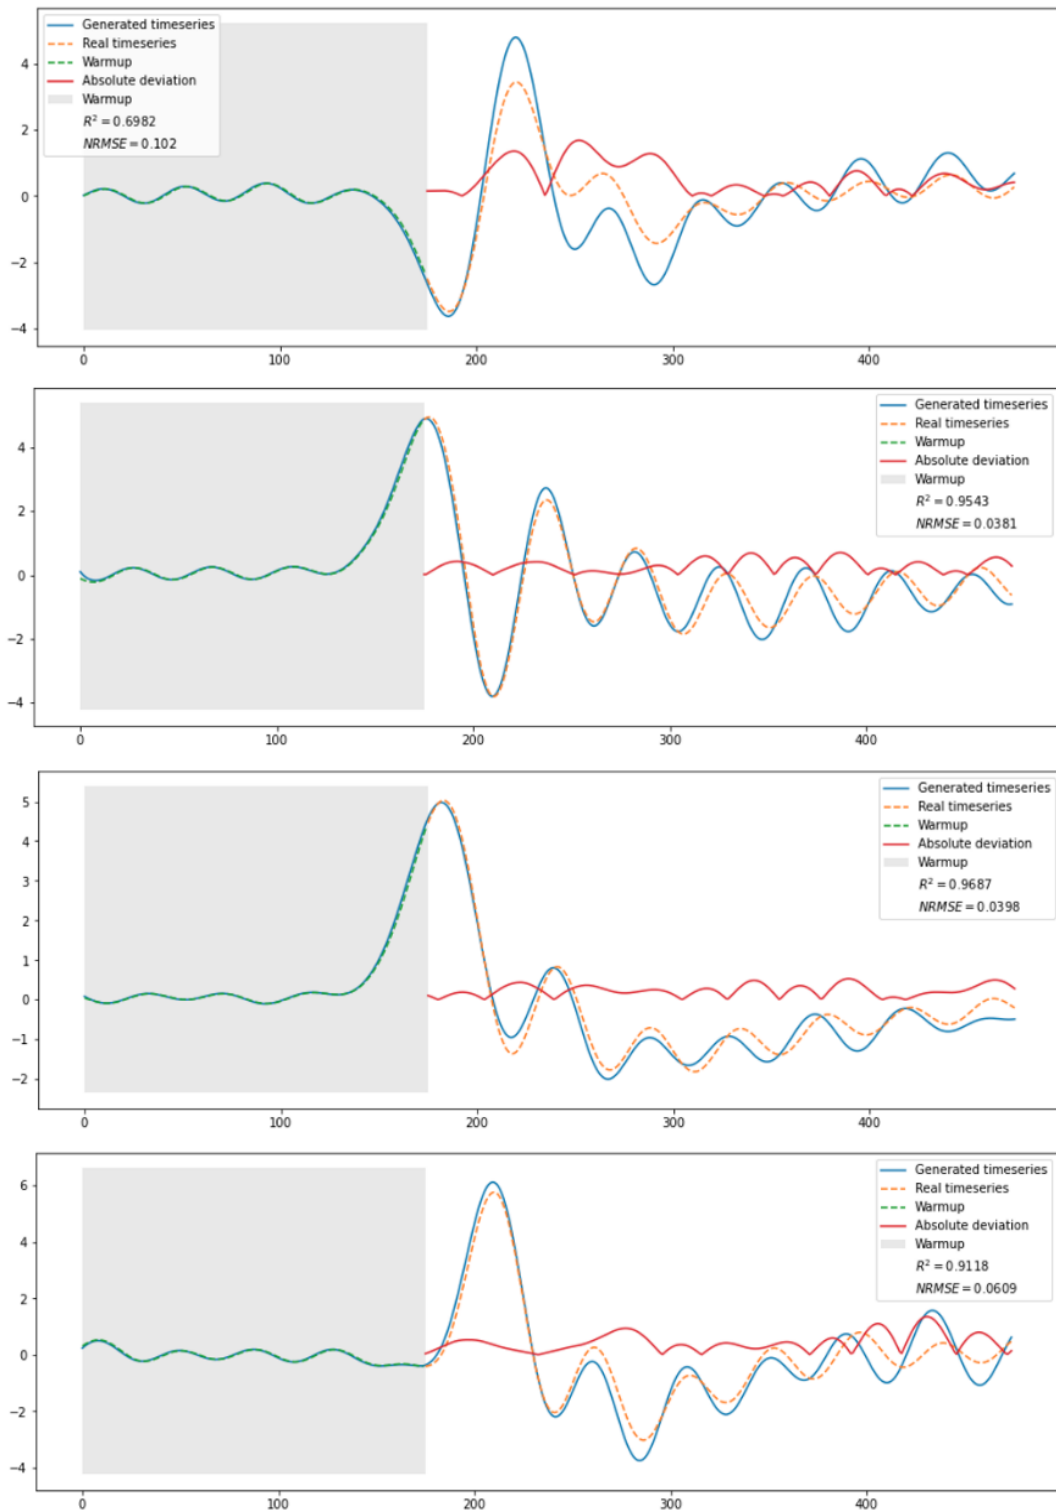 Generated timeseries
Real timeseries
Warmup
Absolute deviation
Warmup
R² = 0.6982
NRMSE = 0.102
4
2
0
−2
−4
0 100 200 300 400
Generated timeseries
Real timeseries
Warmup
Absolute deviation
Warmup
R² = 0.9543
NRMSE = 0.0381
4
2
0
−2
−4
0 100 200 300 400
Generated timeseries
Real timeseries
Warmup
Absolute deviation
Warmup
R² = 0.9687
NRMSE = 0.0398
5
4
3
2
1
0
−1
−2
0 100 200 300 400
Generated timeseries
Real timeseries
Warmup
Absolute deviation
Warmup
R² = 0.9118
NRMSE = 0.0609
6
4
2
0
−2
−4
0 100 200 300 400